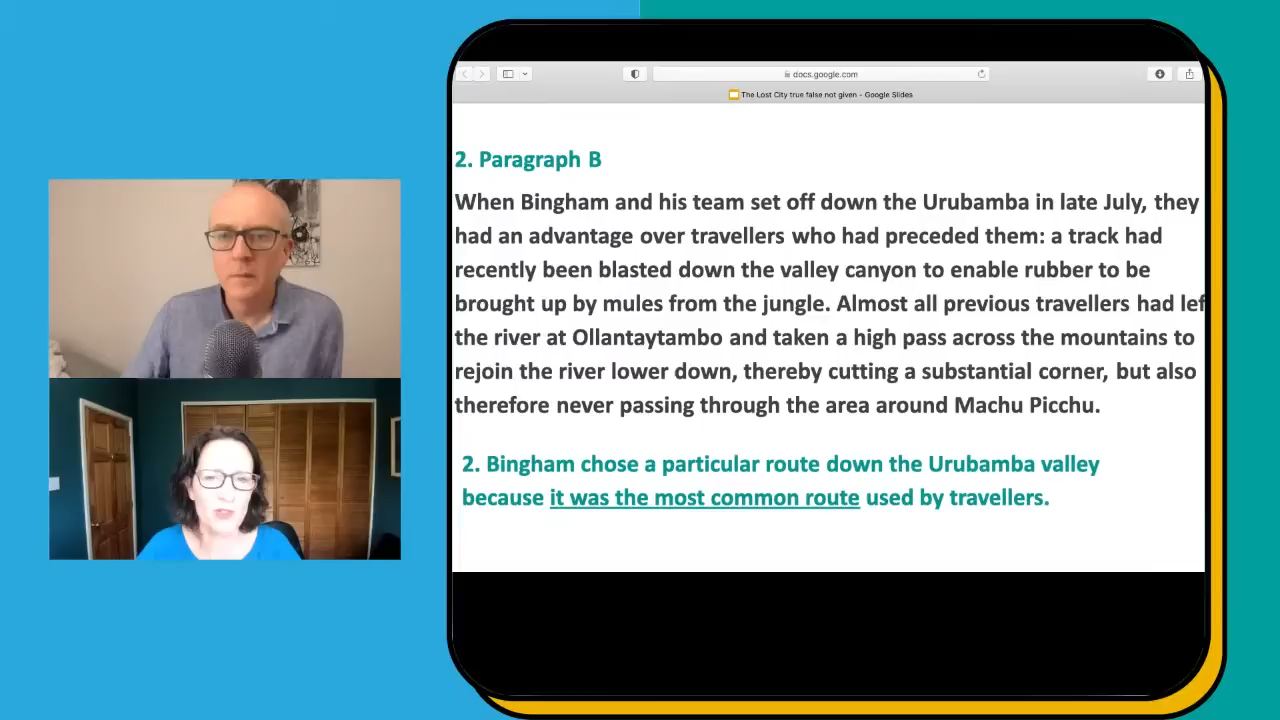 docs.google.com
The Lost City true false not given - Google Slides
2. Paragraph B
When Bingham and his team set off down the Urubamba in late July, they
had an advantage over travellers who had preceded them: a track had
recently been blasted down the valley canyon to enable rubber to be
brought up by mules from the jungle. Almost all previous travellers had lef
the river at Ollantaytambo and taken a high pass across the mountains to
rejoin the river lower down, thereby cutting a substantial corner, but also
therefore never passing through the area around Machu Picchu.
2. Bingham chose a particular route down the Urubamba valley
because it was the most common route used by travellers.